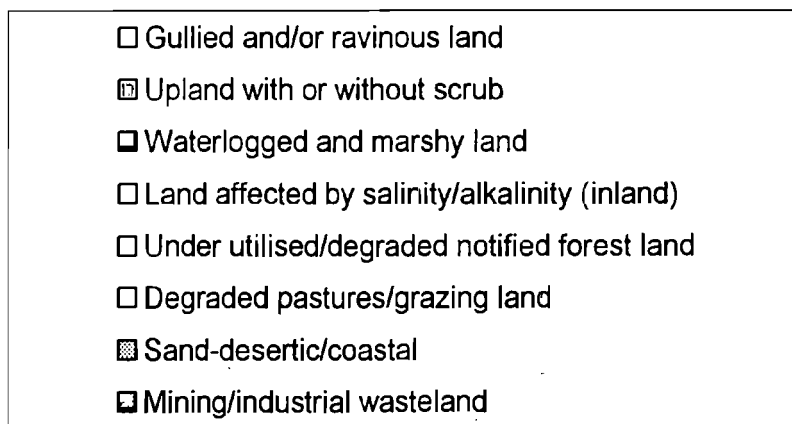 Gullied and/or ravinous land
Upland with or without scrub
Waterlogged and marshy land
Land affected by salinity/alkalinity (inland)
Under utilised/degraded notified forest land
Degraded pastures/grazing land
Sand-desertic/coastal
Mining/industrial wasteland